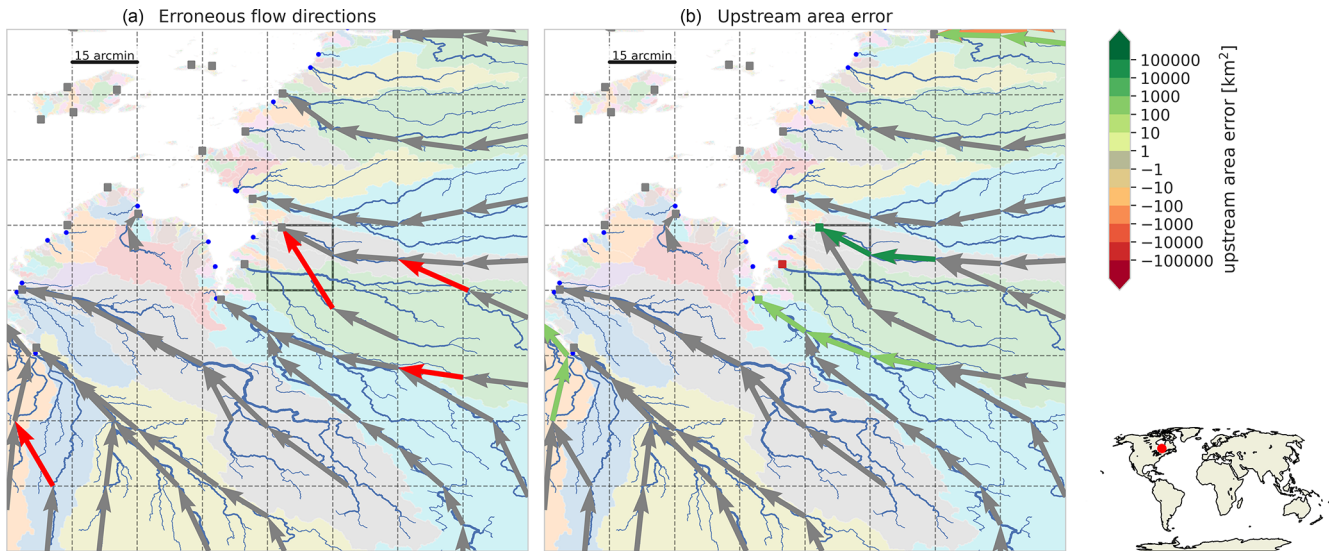 (a) Erroneous flow directions
(b) Upstream area error
15 arcmin
15 arcmin
100000
10000
1000
100
10
1
−1
−10
−100
−1000
−10000
−100000
upstream area error [km²]